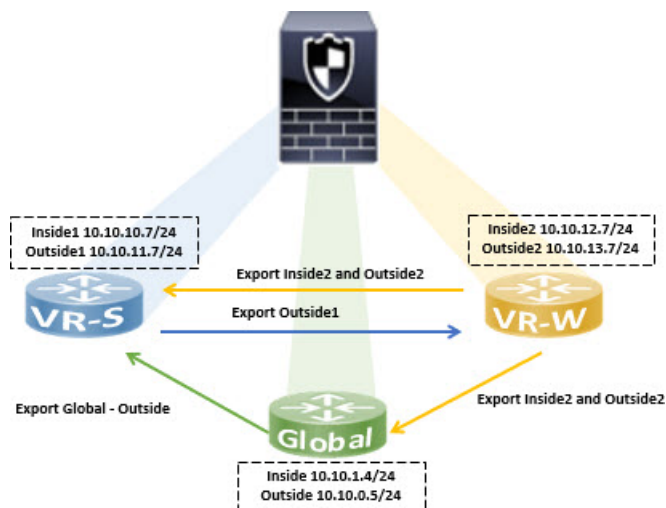 Inside1 10.10.10.7/24
Outside1 10.10.11.7/24
Inside2 10.10.12.7/24
Outside2 10.10.13.7/24
Export Inside2 and Outside2
VR-S
VR-W
Export Outside1
Export Global - Outside
Export Inside2 and Outside2
Global
Inside 10.10.1.4/24
Outside 10.10.0.5/24